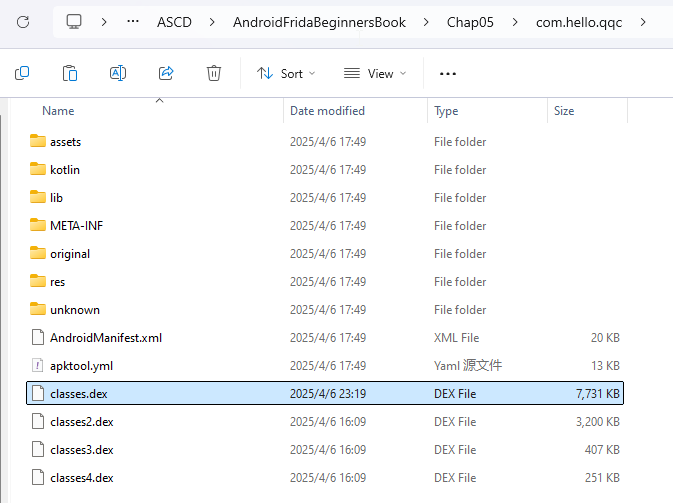 ASCD > AndroidFridaBeginnersBook > Chap05 > com.hello.qqc >
Sort View
Name Date modified Type Size
assets 2025/4/6 17:49 File folder
kotlin 2025/4/6 17:49 File folder
lib 2025/4/6 17:49 File folder
META-INF 2025/4/6 17:49 File folder
original 2025/4/6 17:49 File folder
res 2025/4/6 17:49 File folder
unknown 2025/4/6 17:49 File folder
AndroidManifest.xml 2025/4/6 17:49 XML File 20 KB
apktool.yml 2025/4/6 17:49 Yaml 源文件 13 KB
classes.dex 2025/4/6 23:19 DEX File 7,731 KB
classes2.dex 2025/4/6 16:09 DEX File 3,200 KB
classes3.dex 2025/4/6 16:09 DEX File 407 KB
classes4.dex 2025/4/6 16:09 DEX File 251 KB